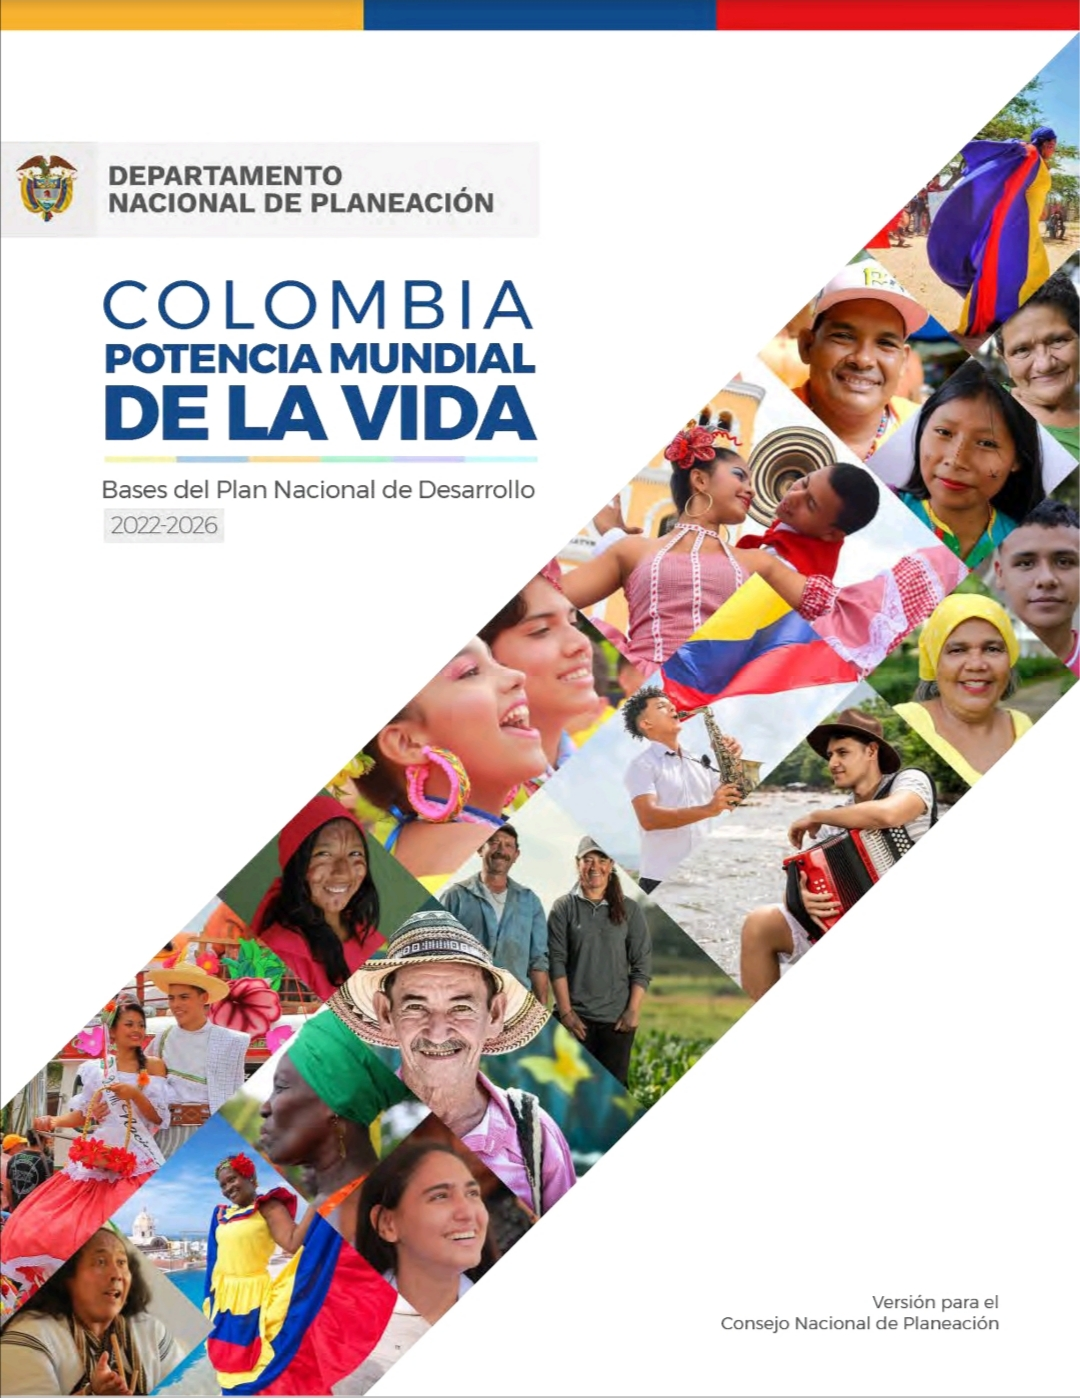 DEPARTAMENTO
NACIONAL DE PLANEACIÓN
COLOMBIA
POTENCIA MUNDIAL
DE LA VIDA
Bases del Plan Nacional de Desarrollo
2022-2026
Versión para el
Consejo Nacional de Planeación